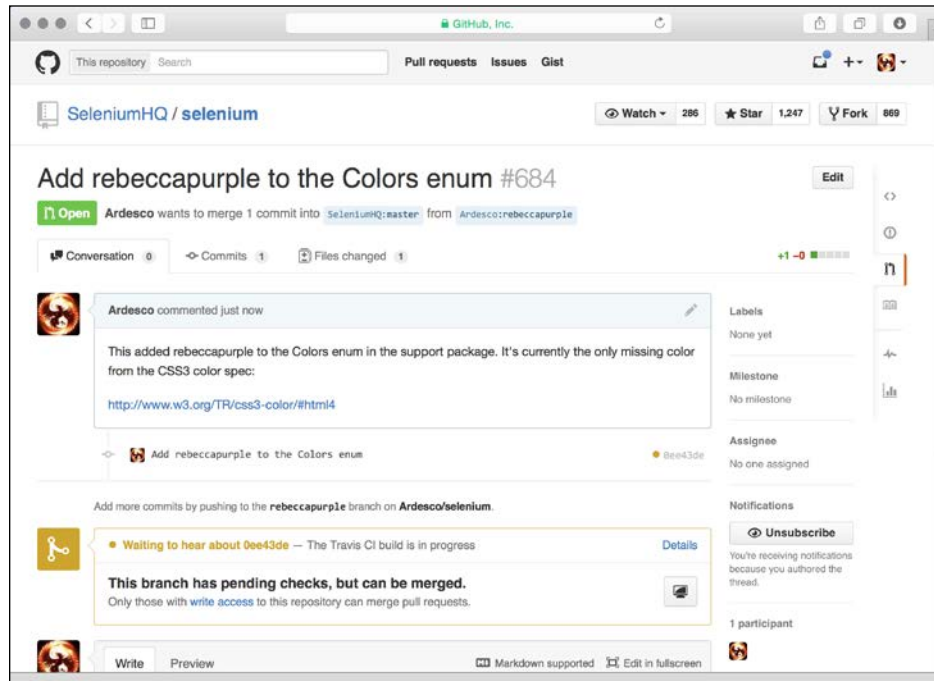 GitHub, Inc.
This repository Search Pull requests Issues Gist
SeleniumHQ / selenium Watch 286 Star 1,247 Fork 869
Add rebeccapurple to the Colors enum #684 Edit
Open Ardesco wants to merge 1 commit into SeleniumHQ:master from Ardesco:rebeccapurple
Conversation 0 Commits 1 Files changed 1 +1 −0
Ardesco commented just now
This added rebeccapurple to the Colors enum in the support package. It's currently the only missing color
from the CSS3 color spec:
http://www.w3.org/TR/css3-color/#html4
Add rebeccapurple to the Colors enum 0ee43de
Add more commits by pushing to the rebeccapurple branch on Ardesco/selenium.
Waiting to hear about 0ee43de — The Travis CI build is in progress Details
This branch has pending checks, but can be merged.
Only those with write access to this repository can merge pull requests.
Write Preview Markdown supported Edit in fullscreen
Labels
None yet
Milestone
No milestone
Assignee
No one assigned
Notifications
Unsubscribe
You're receiving notifications
because you authored the
thread.
1 participant